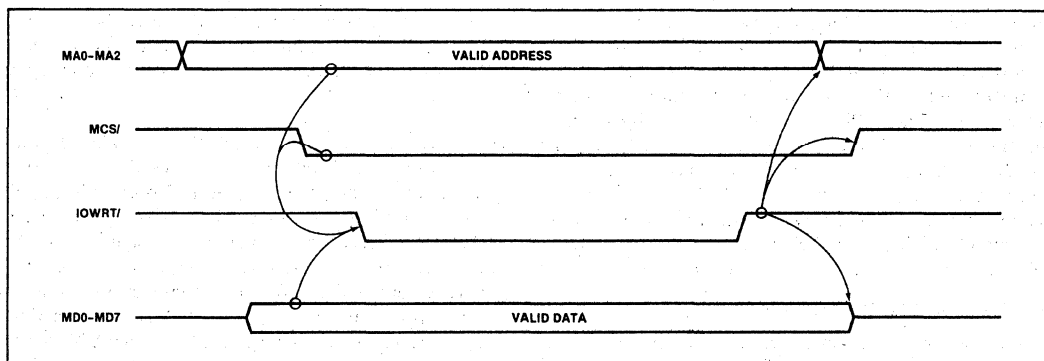 MA0–MA2
VALID ADDRESS
MCS/
IOWRT/
MD0–MD7
VALID DATA